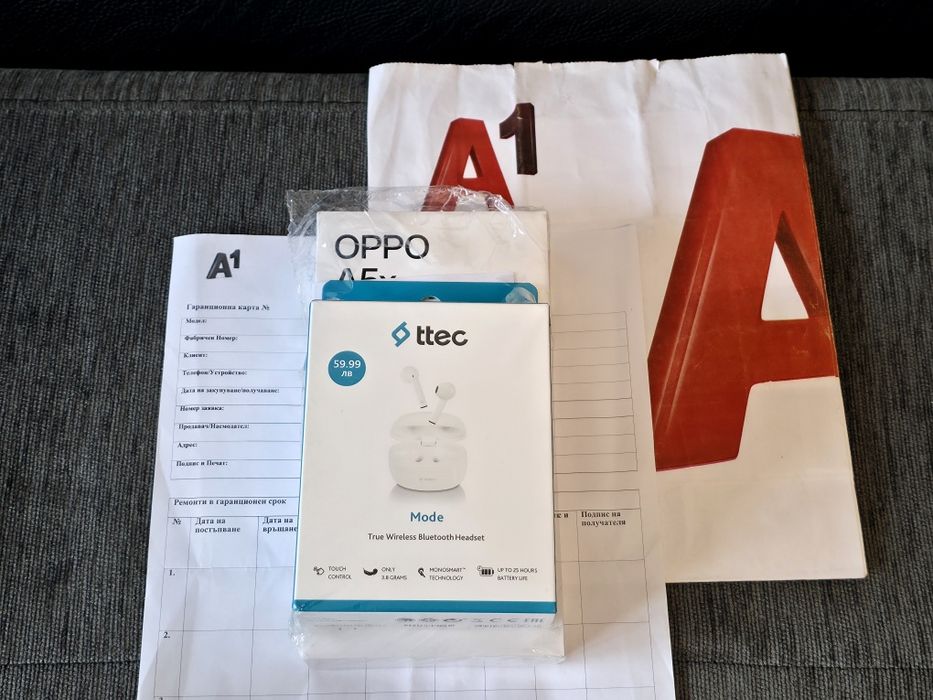 A1
A
OPPO
A5x
A1
Гаранционна карта №
Модел:
Фабричен Номер:
Клиент:
Телефон/Устройство:
Дата на закупуване/получаване:
Номер заявка:
Продавач/Наемодател:
Адрес:
Подпис и Печат:
Ремонти в гаранционен срок
№
Дата на
постъпване
Дата на
връщане
к и
Подпис на
получателя
1.
2.
ttec
59.99
лв
Mode
True Wireless Bluetooth Headset
TOUCH
CONTROL
ONLY
3.8 GRAMS
MONOSMART™
TECHNOLOGY
UP TO 25 HOURS
BATTERY LIFE